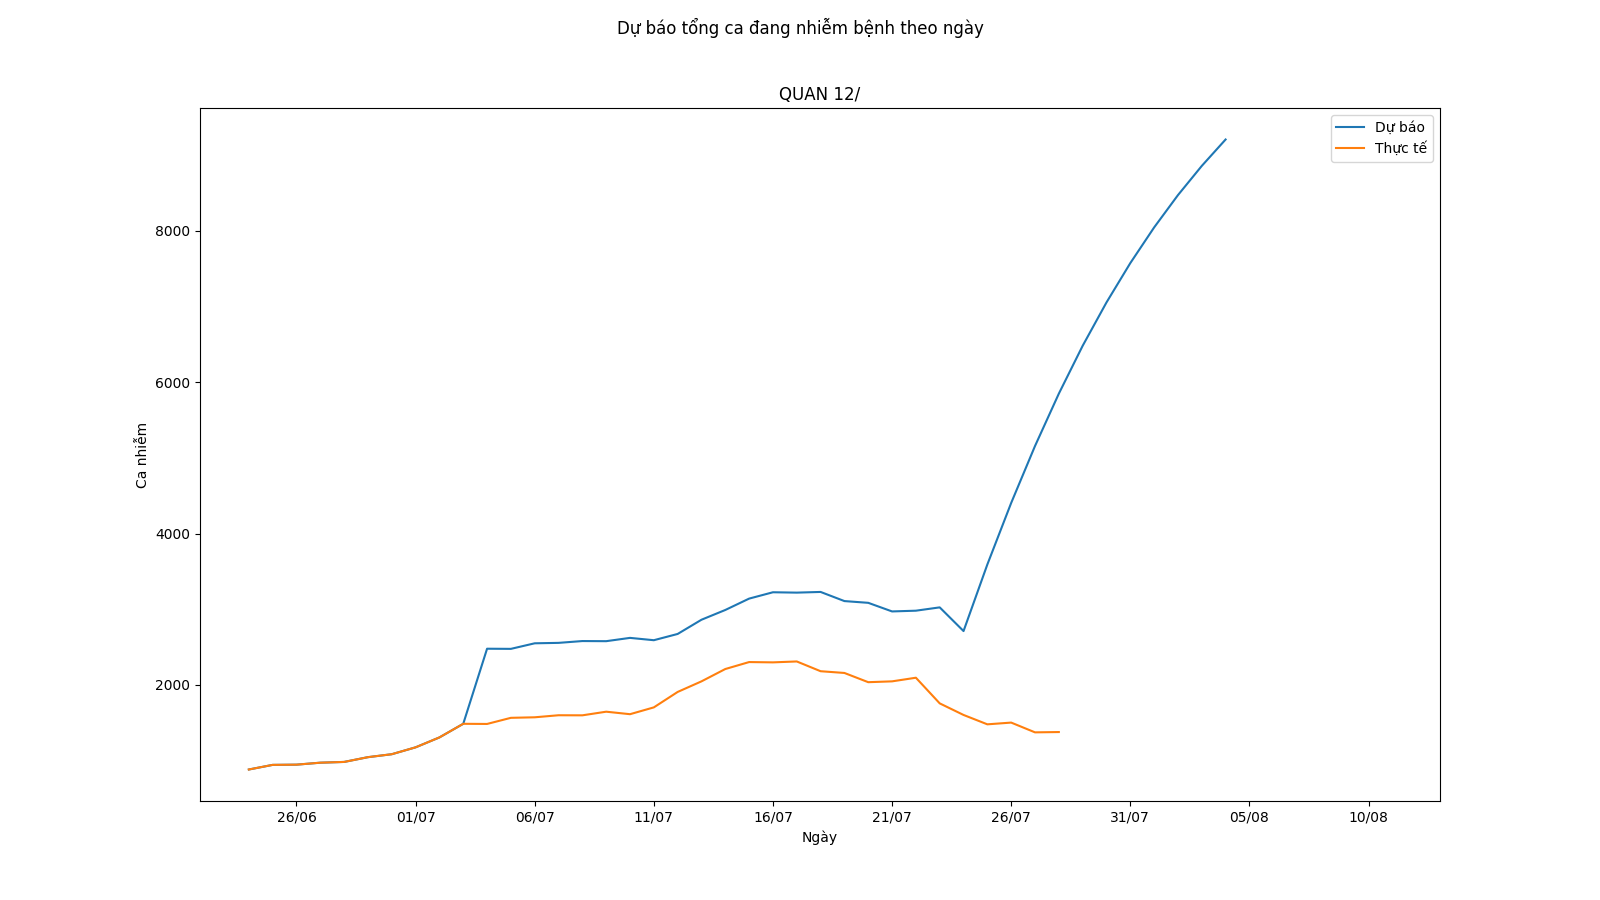 Dự báo tổng ca đang nhiễm bệnh theo ngày
QUAN 12/
Dự báo
Thực tế
8000
6000
4000
2000
Ca nhiễm
26/06
01/07
06/07
11/07
16/07
21/07
26/07
31/07
05/08
10/08
Ngày